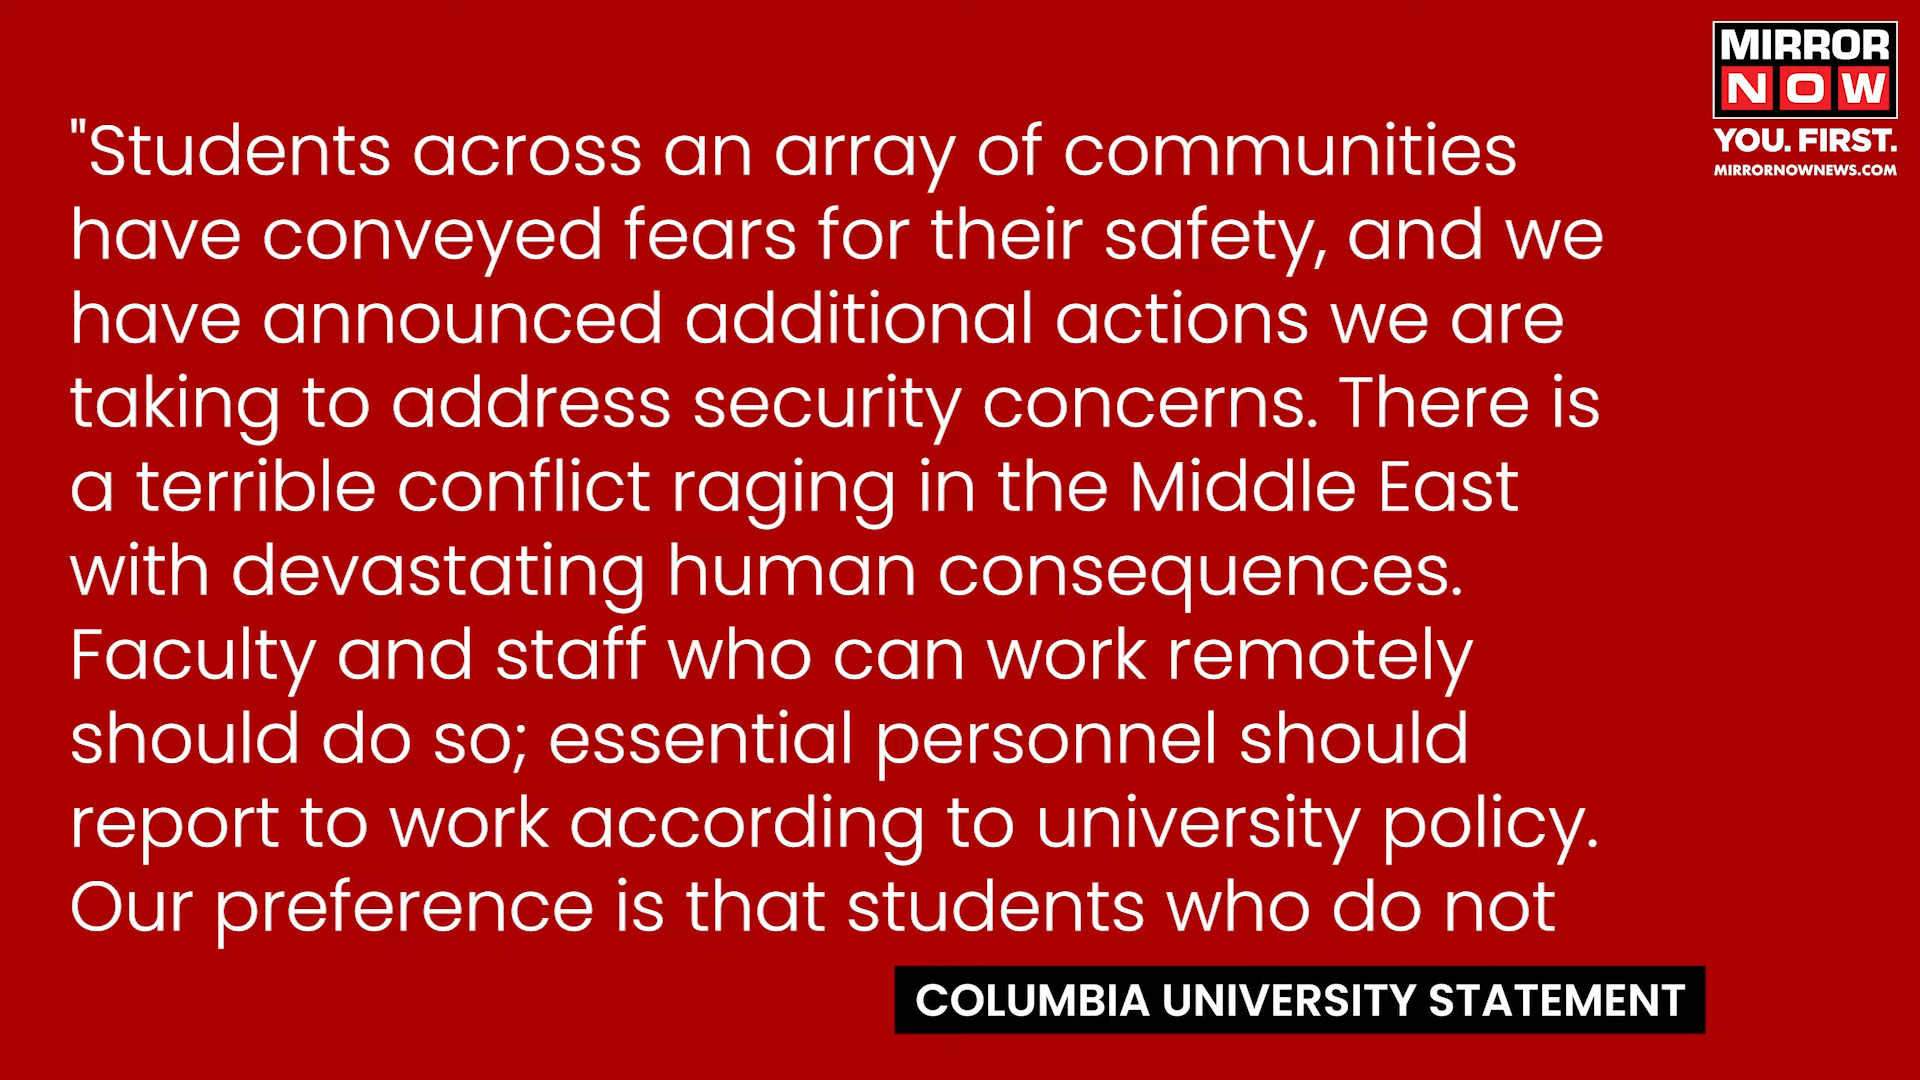 MIRROR
NOW
YOU. FIRST.
MIRRORNOWNEWS.COM
"Students across an array of communities
have conveyed fears for their safety, and we
have announced additional actions we are
taking to address security concerns. There is
a terrible conflict raging in the Middle East
with devastating human consequences.
Faculty and staff who can work remotely
should do so; essential personnel should
report to work according to university policy.
Our preference is that students who do not
COLUMBIA UNIVERSITY STATEMENT